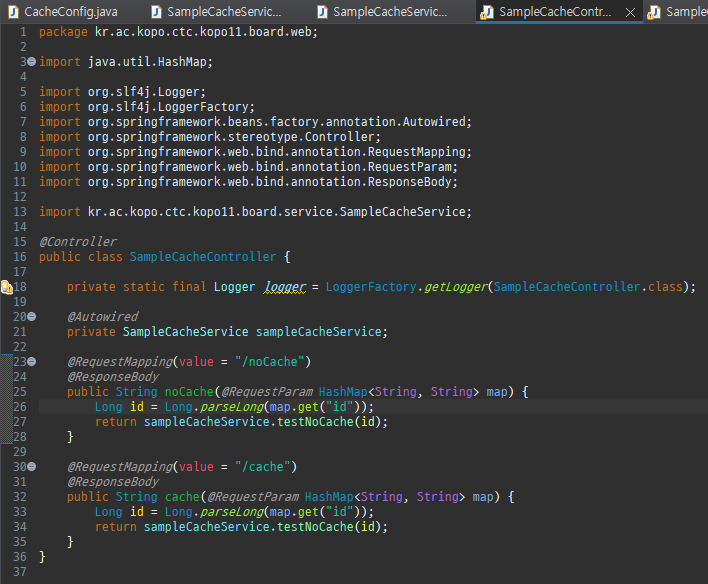 CacheConfig.java SampleCacheServic... SampleCacheServic... SampleCacheContr... Sample
1 package kr.ac.kopo.ctc.kopo11.board.web;
2
3 import java.util.HashMap;
4
5 import org.slf4j.Logger;
6 import org.slf4j.LoggerFactory;
7 import org.springframework.beans.factory.annotation.Autowired;
8 import org.springframework.stereotype.Controller;
9 import org.springframework.web.bind.annotation.RequestMapping;
10 import org.springframework.web.bind.annotation.RequestParam;
11 import org.springframework.web.bind.annotation.ResponseBody;
12
13 import kr.ac.kopo.ctc.kopo11.board.service.SampleCacheService;
14
15 @Controller
16 public class SampleCacheController {
17
18     private static final Logger logger = LoggerFactory.getLogger(SampleCacheController.class);
19
20     @Autowired
21     private SampleCacheService sampleCacheService;
22
23     @RequestMapping(value = "/noCache")
24     @ResponseBody
25     public String noCache(@RequestParam HashMap<String, String> map) {
26         Long id = Long.parseLong(map.get("id"));
27         return sampleCacheService.testNoCache(id);
28     }
29
30     @RequestMapping(value = "/cache")
31     @ResponseBody
32     public String cache(@RequestParam HashMap<String, String> map) {
33         Long id = Long.parseLong(map.get("id"));
34         return sampleCacheService.testNoCache(id);
35     }
36 }
37